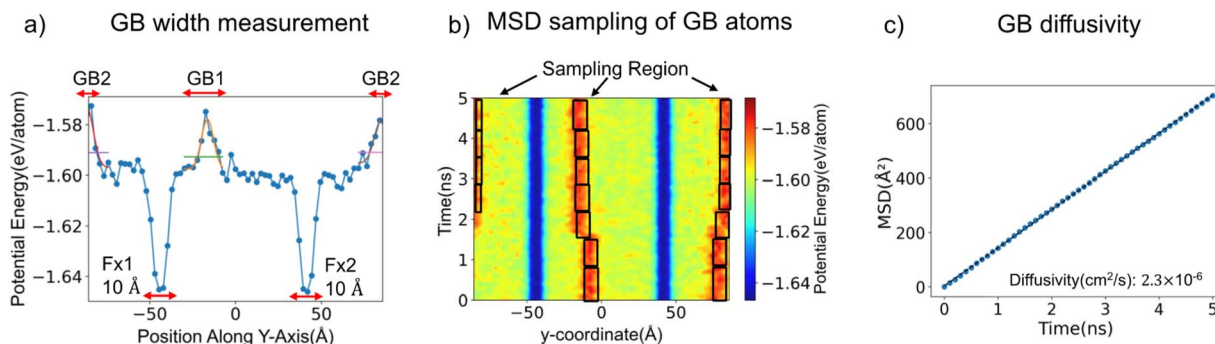 a) GB width measurement
GB2 GB1 GB2
−1.58
−1.60
−1.62
−1.64
Potential Energy(eV/atom)
Fx1
10 Å
Fx2
10 Å
−50 0 50
Position Along Y-Axis(Å)
b) MSD sampling of GB atoms
Sampling Region
5
4
3
2
1
0
Time(ns)
−50 0 50
y-coordinate(Å)
−1.58
−1.60
−1.62
−1.64
Potential Energy(eV/atom)
c) GB diffusivity
600
400
200
0
MSD(Å²)
Diffusivity(cm²/s): 2.3×10⁻⁶
0 1 2 3 4 5
Time(ns)